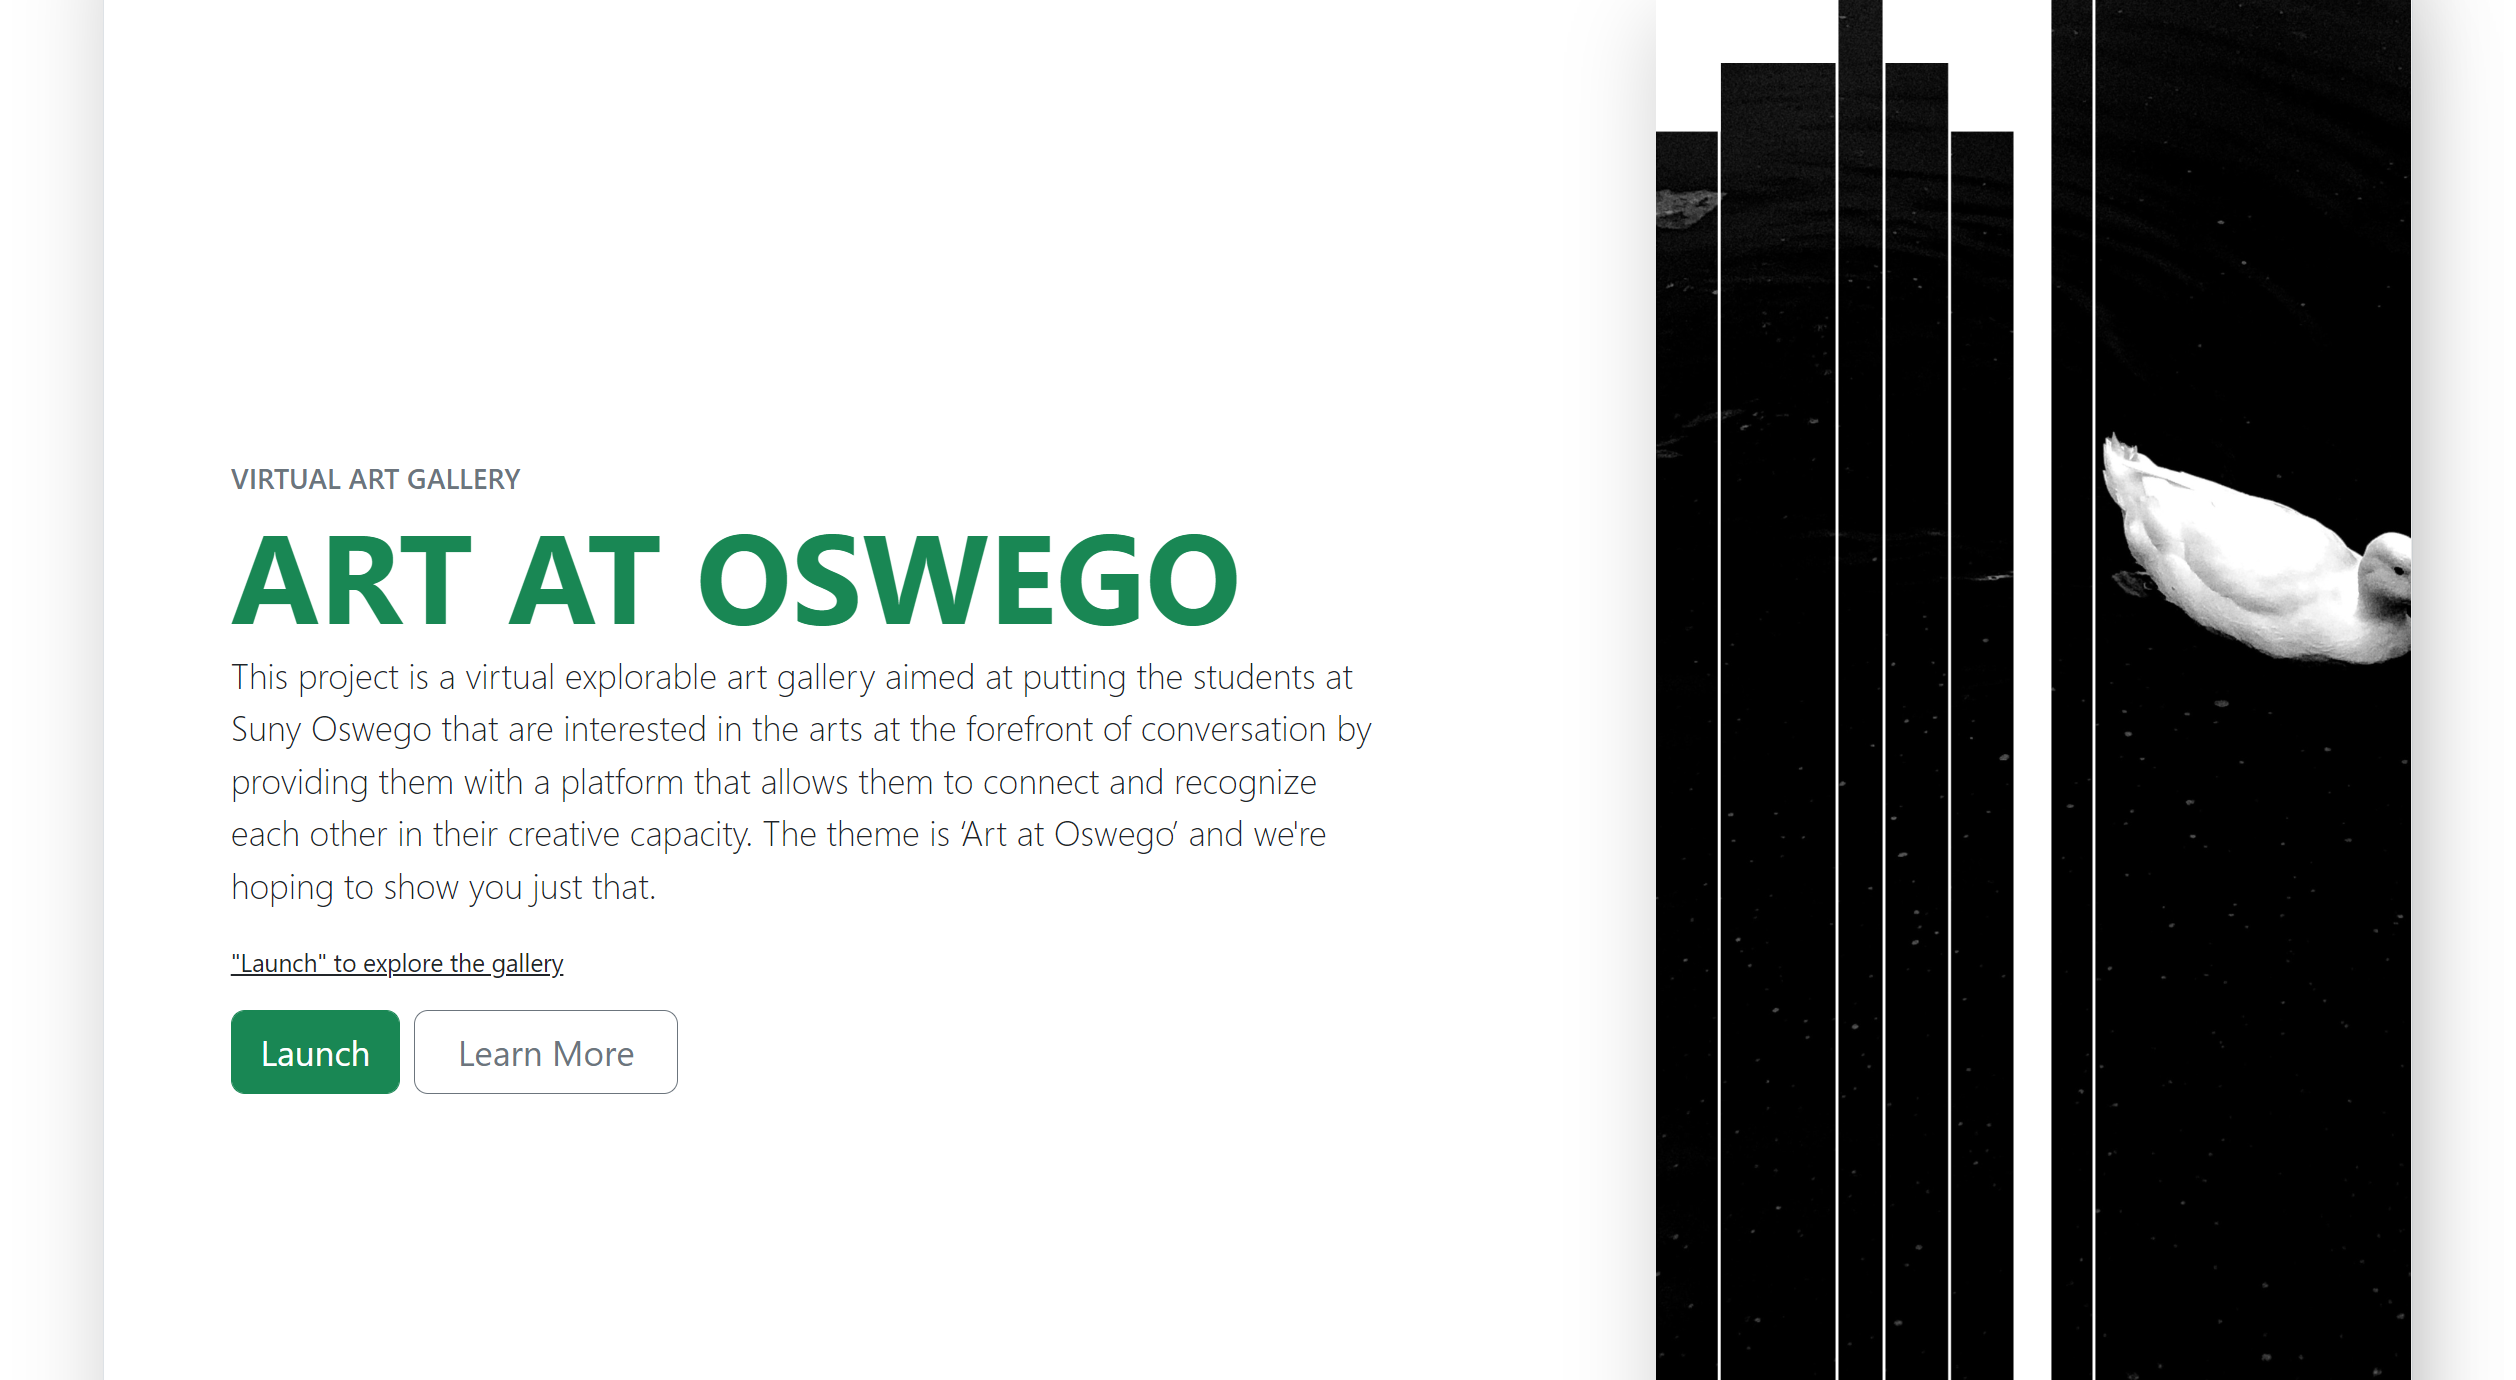 VIRTUAL ART GALLERY
ART AT OSWEGO
This project is a virtual explorable art gallery aimed at putting the students at
Suny Oswego that are interested in the arts at the forefront of conversation by
providing them with a platform that allows them to connect and recognize
each other in their creative capacity. The theme is ‘Art at Oswego’ and we're
hoping to show you just that.
"Launch" to explore the gallery
Launch
Learn More